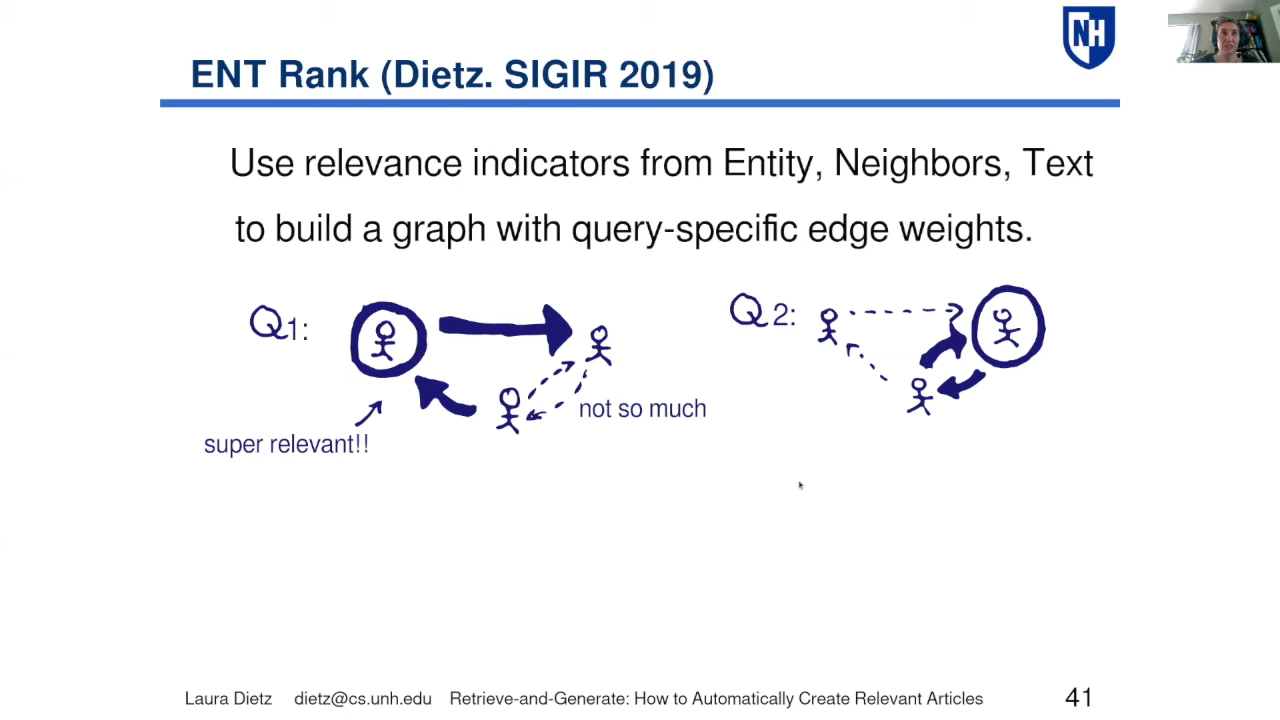 NH
ENT Rank (Dietz. SIGIR 2019)
Use relevance indicators from Entity, Neighbors, Text
to build a graph with query-specific edge weights.
Q1:
Q2:
not so much
super relevant!!
Laura Dietz dietz@cs.unh.edu Retrieve-and-Generate: How to Automatically Create Relevant Articles 41